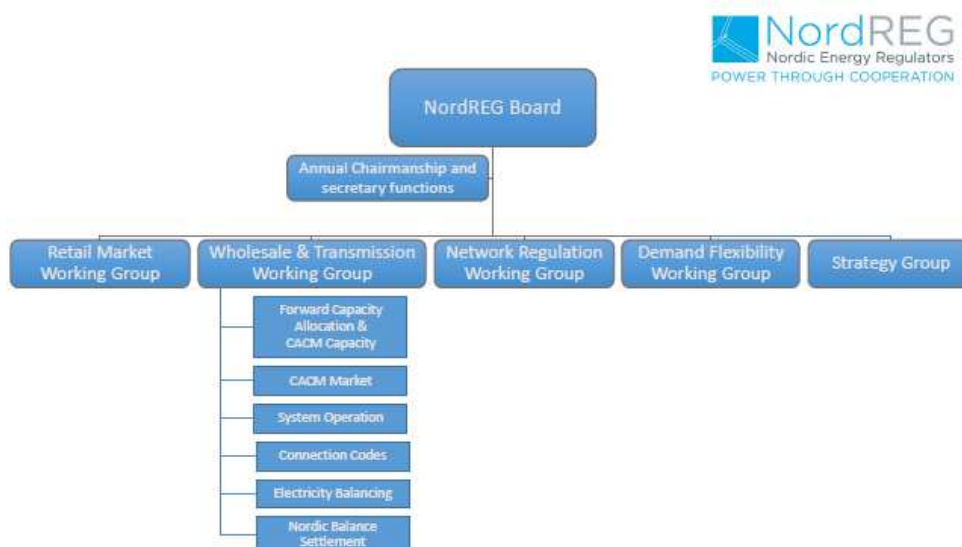 NordREG
Nordic Energy Regulators
POWER THROUGH COOPERATION
NordREG Board
Annual Chairmanship and
secretary functions
Retail Market
Working Group
Wholesale & Transmission
Working Group
Network Regulation
Working Group
Demand Flexibility
Working Group
Strategy Group
Forward Capacity
Allocation &
CACM Capacity
CACM Market
System Operation
Connection Codes
Electricity Balancing
Nordic Balance
Settlement